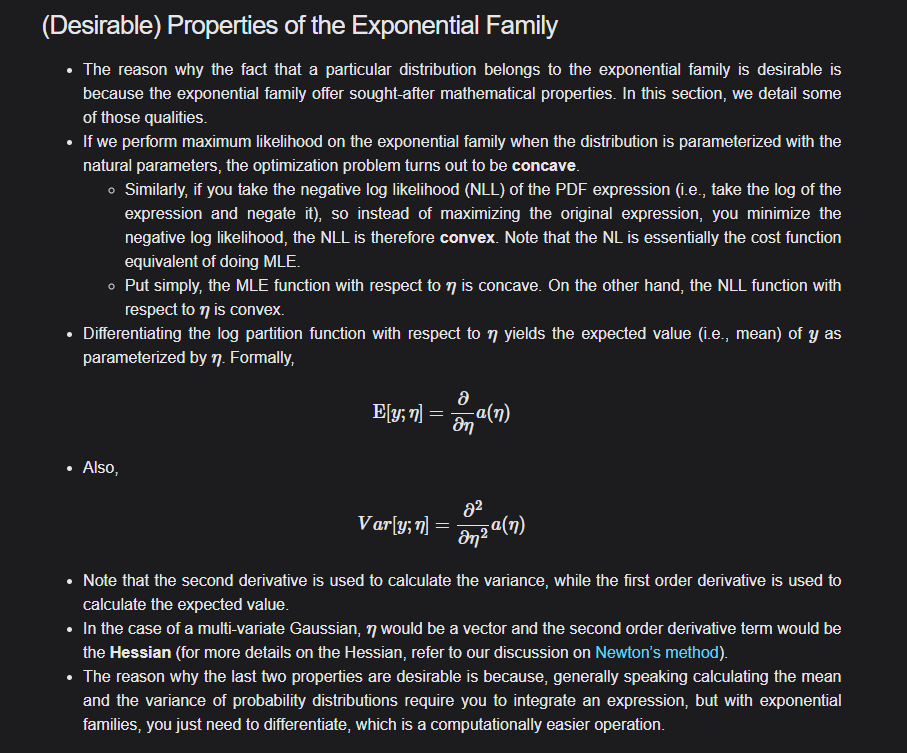 (Desirable) Properties of the Exponential Family
• The reason why the fact that a particular distribution belongs to the exponential family is desirable is
because the exponential family offer sought-after mathematical properties. In this section, we detail some
of those qualities.
• If we perform maximum likelihood on the exponential family when the distribution is parameterized with the
natural parameters, the optimization problem turns out to be concave.
◦ Similarly, if you take the negative log likelihood (NLL) of the PDF expression (i.e., take the log of the
expression and negate it), so instead of maximizing the original expression, you minimize the
negative log likelihood, the NLL is therefore convex. Note that the NL is essentially the cost function
equivalent of doing MLE.
◦ Put simply, the MLE function with respect to η is concave. On the other hand, the NLL function with
respect to η is convex.
• Differentiating the log partition function with respect to η yields the expected value (i.e., mean) of y as
parameterized by η. Formally,
E[y; η] = ∂/∂η a(η)
• Also,
Var[y; η] = ∂²/∂η² a(η)
• Note that the second derivative is used to calculate the variance, while the first order derivative is used to
calculate the expected value.
• In the case of a multi-variate Gaussian, η would be a vector and the second order derivative term would be
the Hessian (for more details on the Hessian, refer to our discussion on Newton's method).
• The reason why the last two properties are desirable is because, generally speaking calculating the mean
and the variance of probability distributions require you to integrate an expression, but with exponential
families, you just need to differentiate, which is a computationally easier operation.